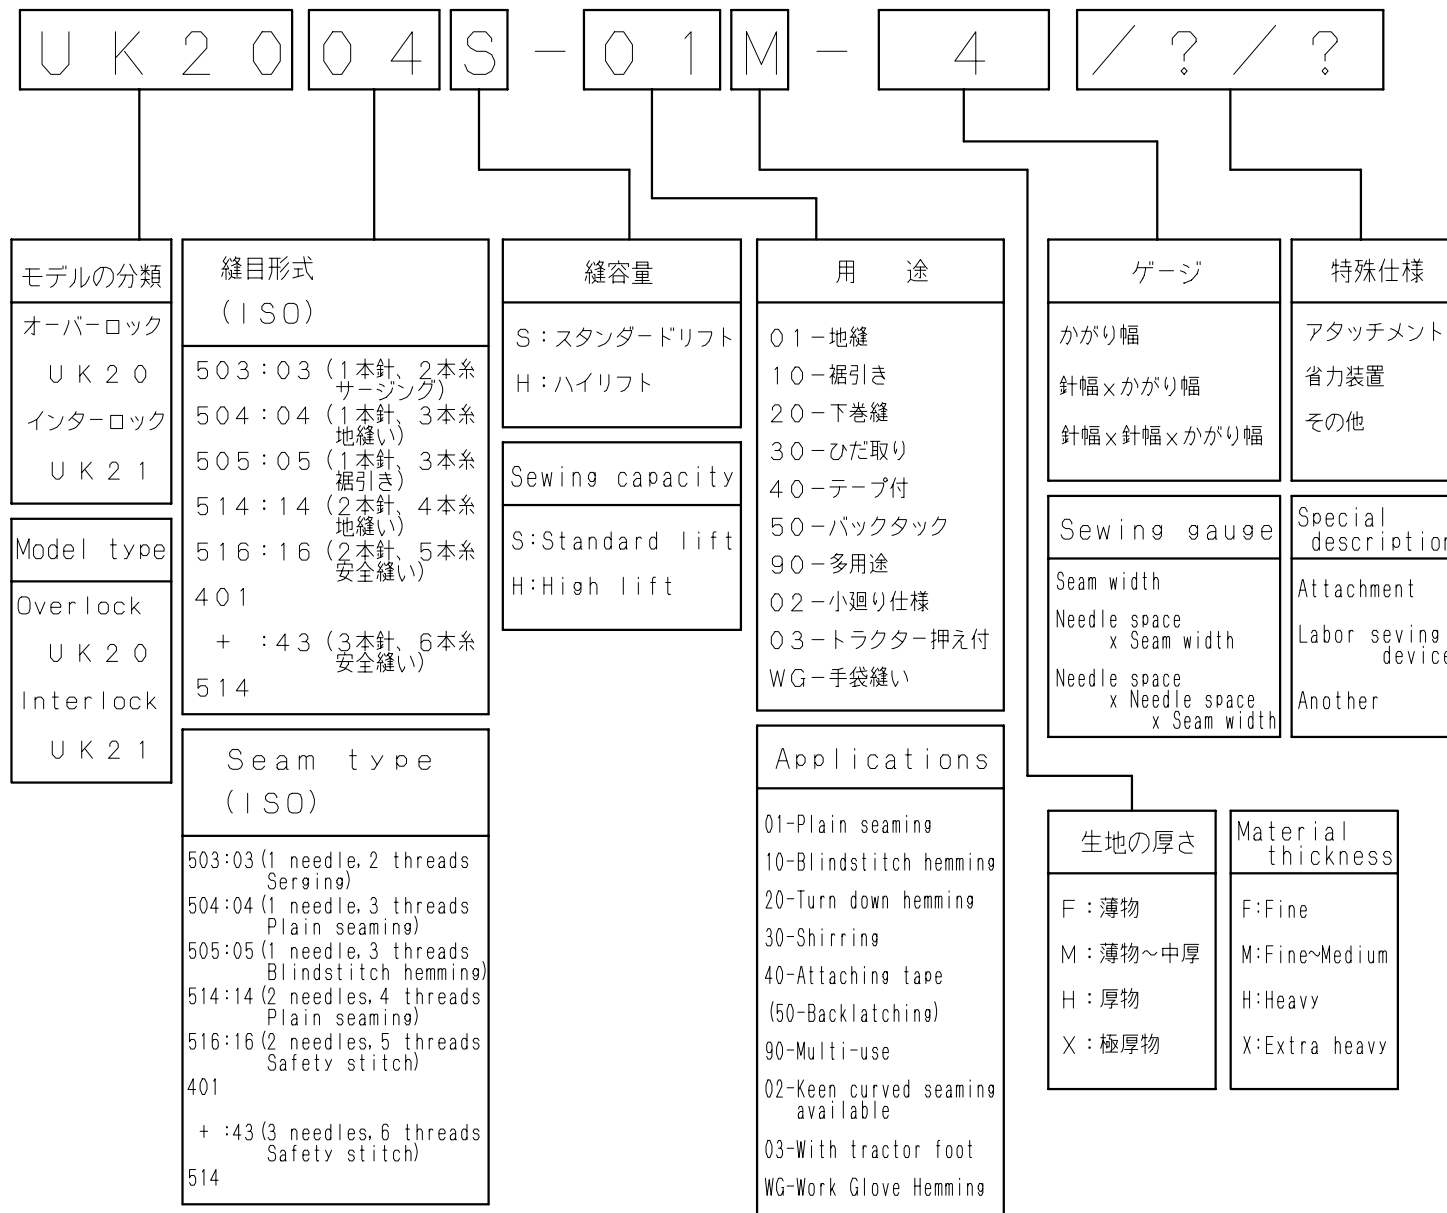 UK2004S-01M-4/?/?
モデルの分類
オーバーロック
UK20
インターロック
UK21
Model type
Overlock
UK20
Interlock
UK21
縫目形式
(ISO)
503:03(1本針、2本糸
サージング)
504:04(1本針、3本糸
地縫い)
505:05(1本針、3本糸
裾引き)
514:14(2本針、4本糸
地縫い)
516:16(2本針、5本糸
安全縫い)
401
+ :43(3本針、6本糸
安全縫い)
514
Seam type
(ISO)
503:03(1 needle,2 threads
Serging)
504:04(1 needle,3 threads
Plain seaming)
505:05(1 needle,3 threads
Blindstitch hemming)
514:14(2 needles,4 threads
Plain seaming)
516:16(2 needles,5 threads
Safety stitch)
401
+ :43(3 needles,6 threads
Safety stitch)
514
縫容量
S:スタンダードリフト
H:ハイリフト
Sewing capacity
S:Standard lift
H:High lift
用 途
01-地縫
10-裾引き
20-下巻縫
30-ひだ取り
40-テープ付
50-バックタック
90-多用途
02-小廻り仕様
03-トラクター押え付
WG-手袋縫い
Applications
01-Plain seaming
10-Blindstitch hemming
20-Turn down hemming
30-Shirring
40-Attaching tape
(50-Backlatching)
90-Multi-use
02-Keen curved seaming
available
03-With tractor foot
WG-Work Glove Hemming
ゲージ
かがり幅
針幅xかがり幅
針幅x針幅xかがり幅
Sewing gauge
Seam width
Needle space
x Seam width
Needle space
x Needle space
x Seam width
特殊仕様
アタッチメント
省力装置
その他
Special
description
Attachment
Labor seving
device
Another
生地の厚さ
F:薄物
M:薄物~中厚
H:厚物
X:極厚物
Material
thickness
F:Fine
M:Fine~Medium
H:Heavy
X:Extra heavy